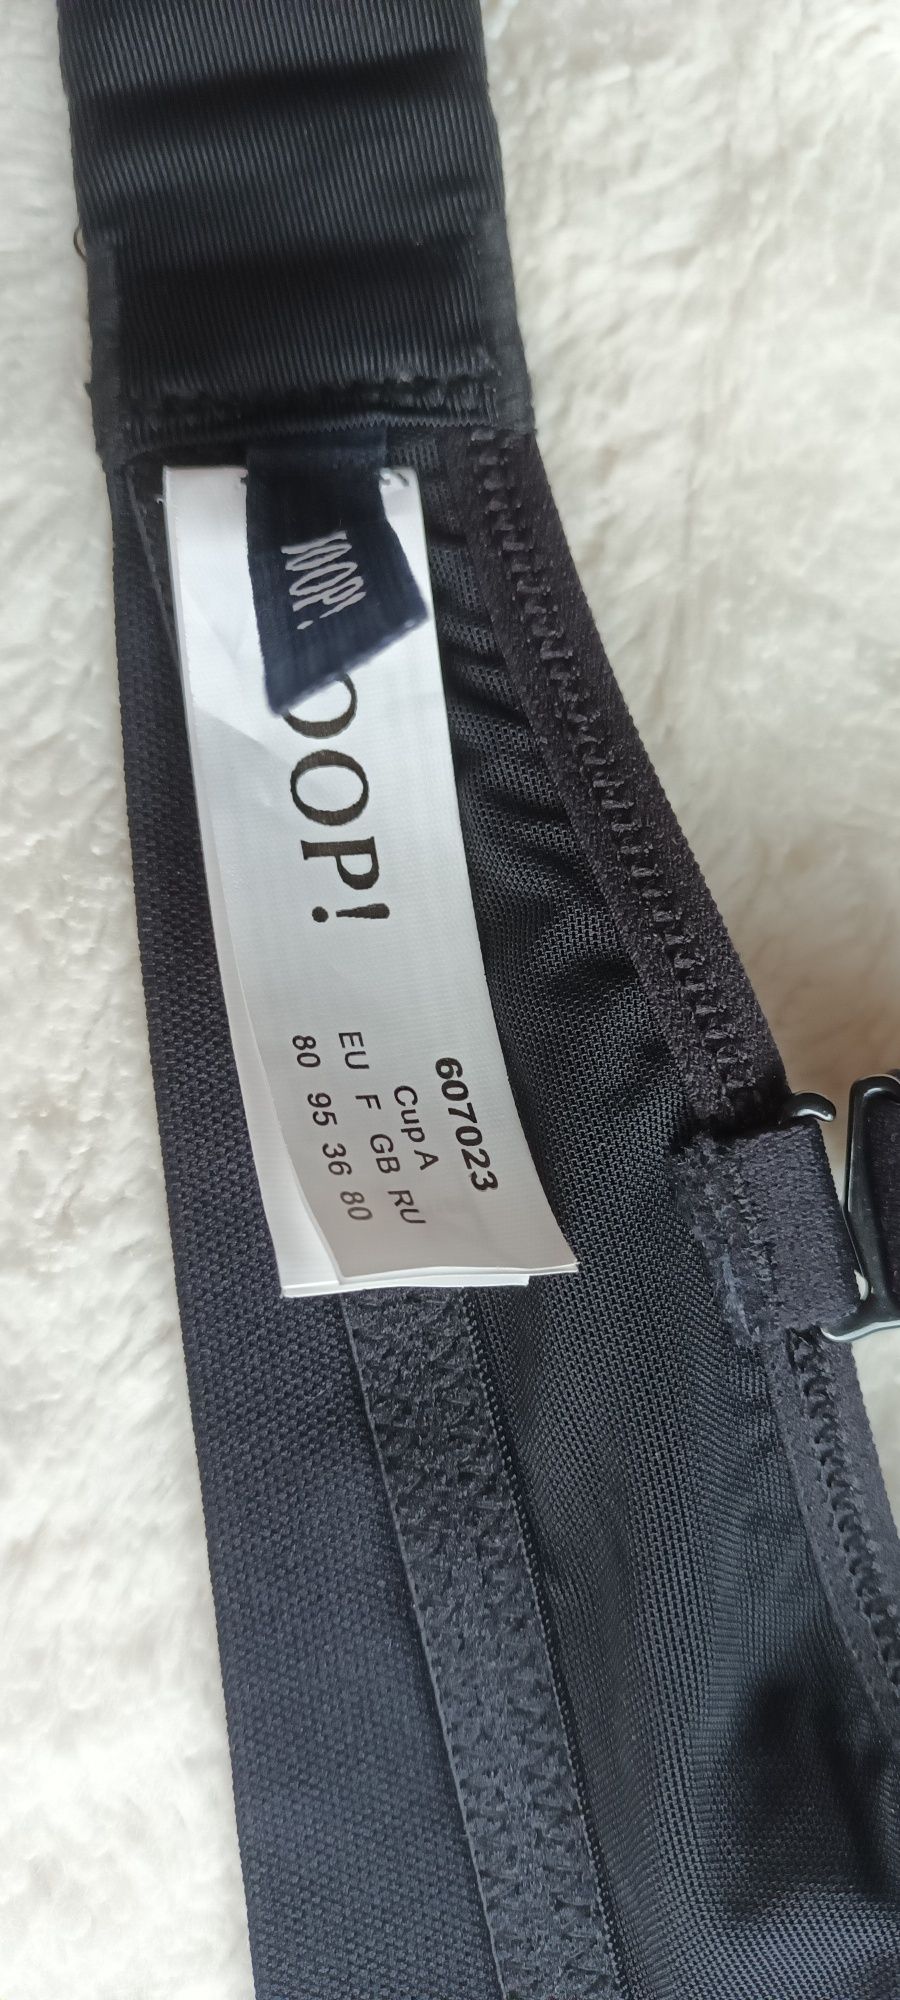 JOOP!
OOP!
607023
Cup A
EU F GB RU
80 95 36 80